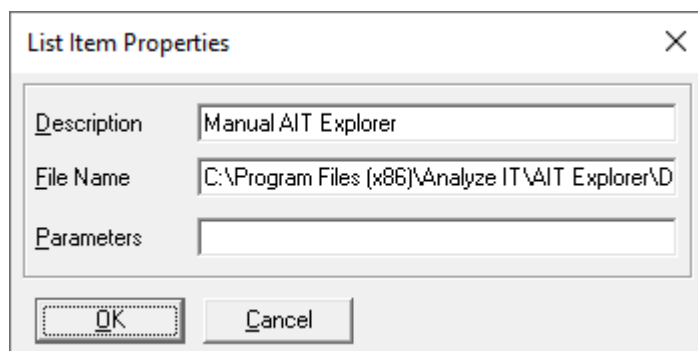 List Item Properties
Description Manual AIT Explorer
File Name C:\Program Files (x86)\Analyze IT\AIT Explorer\D
Parameters
OK Cancel